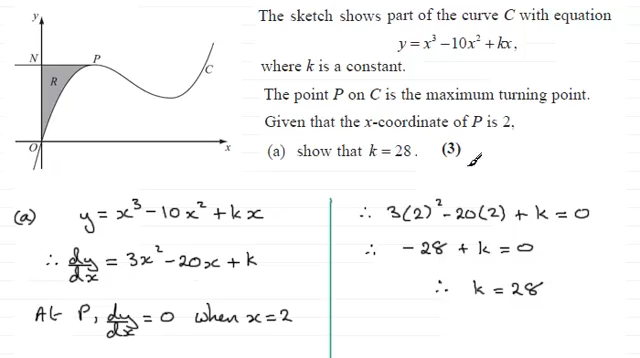 y
N
P
R
C
O
x
The sketch shows part of the curve C with equation
y = x³ − 10x² + kx,
where k is a constant.
The point P on C is the maximum turning point.
Given that the x-coordinate of P is 2,
(a) show that k = 28. (3)
(a) y = x³ − 10x² + kx
∴ dy/dx = 3x² − 20x + k
At P, dy/dx = 0 when x = 2
∴ 3(2)² − 20(2) + k = 0
∴ − 28 + k = 0
∴ k = 28